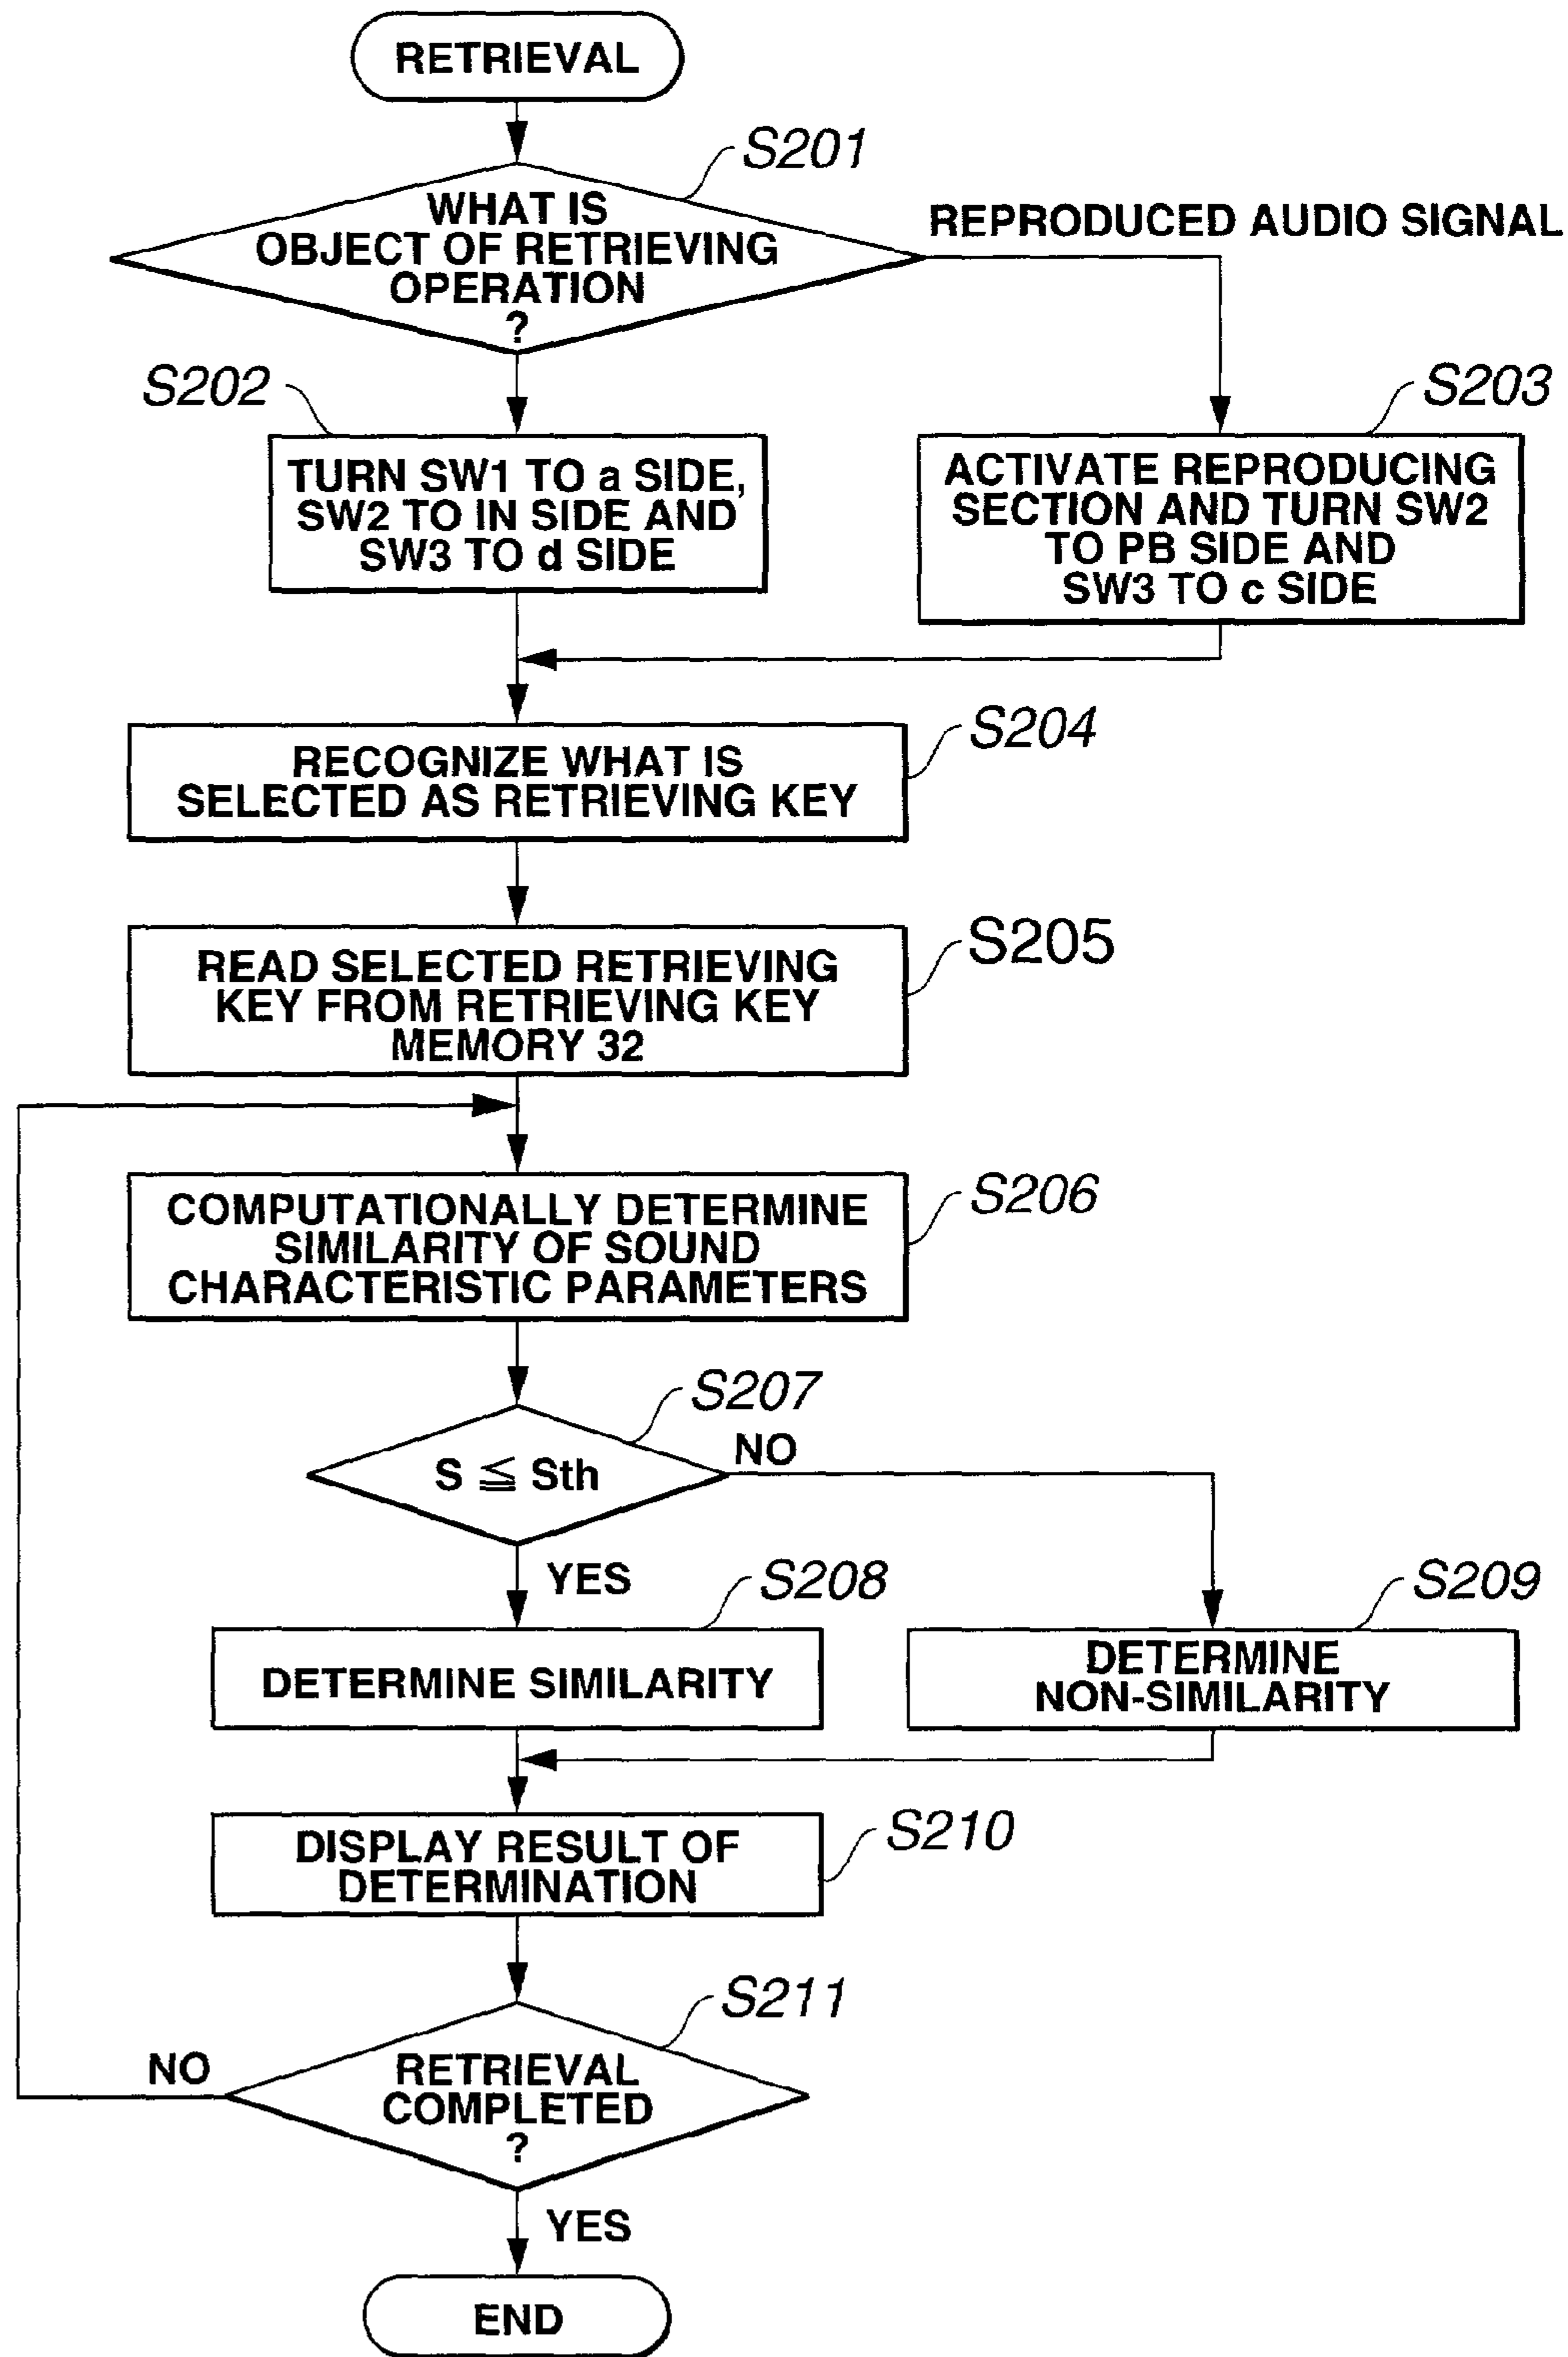 RETRIEVAL
S201
WHAT IS
OBJECT OF RETRIEVING
OPERATION
?
REPRODUCED AUDIO SIGNAL
S202
TURN SW1 TO a SIDE,
SW2 TO IN SIDE AND
SW3 TO d SIDE
S203
ACTIVATE REPRODUCING
SECTION AND TURN SW2
TO PB SIDE AND
SW3 TO c SIDE
S204
RECOGNIZE WHAT IS
SELECTED AS RETRIEVING KEY
S205
READ SELECTED RETRIEVING
KEY FROM RETRIEVING KEY
MEMORY 32
S206
COMPUTATIONALLY DETERMINE
SIMILARITY OF SOUND
CHARACTERISTIC PARAMETERS
S207
S ≦ Sth
NO
YES
S208
DETERMINE SIMILARITY
S209
DETERMINE
NON-SIMILARITY
S210
DISPLAY RESULT OF
DETERMINATION
S211
RETRIEVAL
COMPLETED
?
NO
YES
END